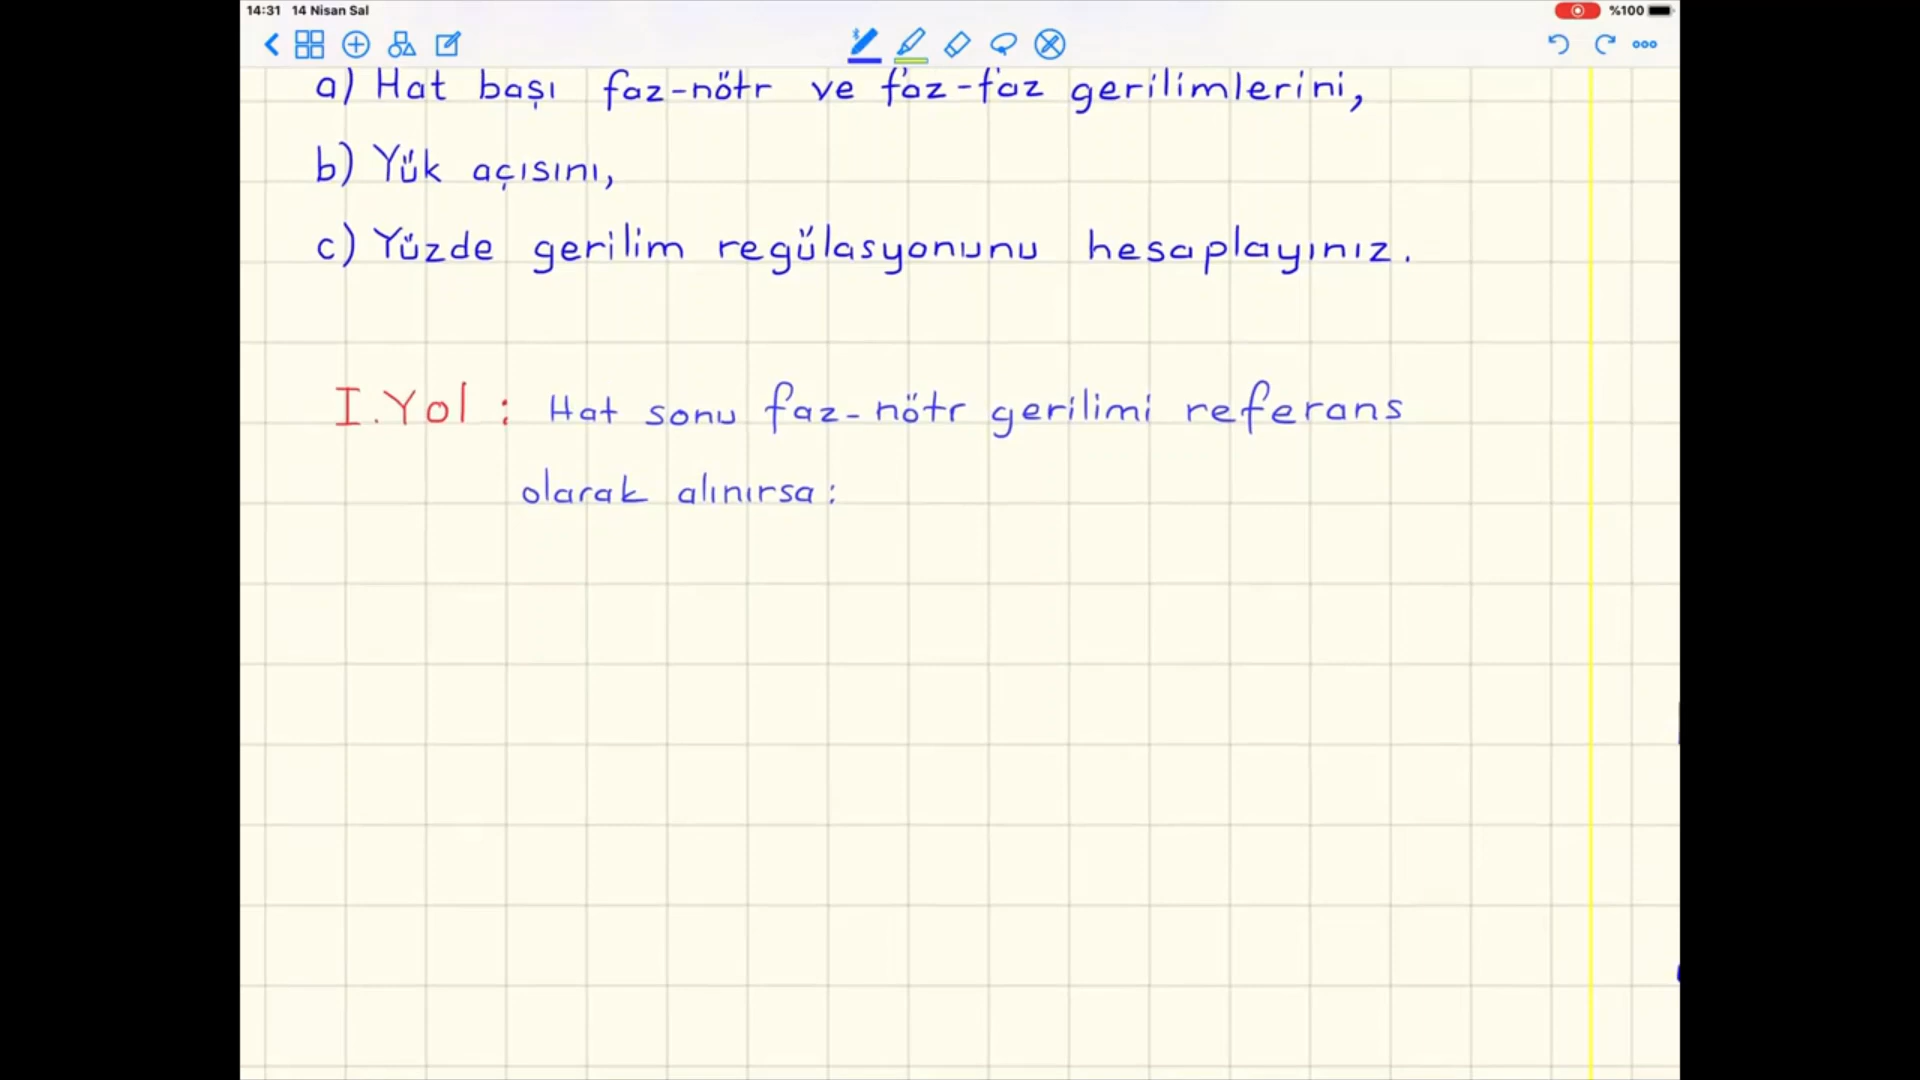 14:31 14 Nisan Sal %100
a) Hat başı faz-nötr ve faz-faz gerilimlerini,
b) Yük açısını,
c) Yüzde gerilim regülasyonunu hesaplayınız.
I. Yol : Hat sonu faz-nötr gerilimi referans
olarak alınırsa: